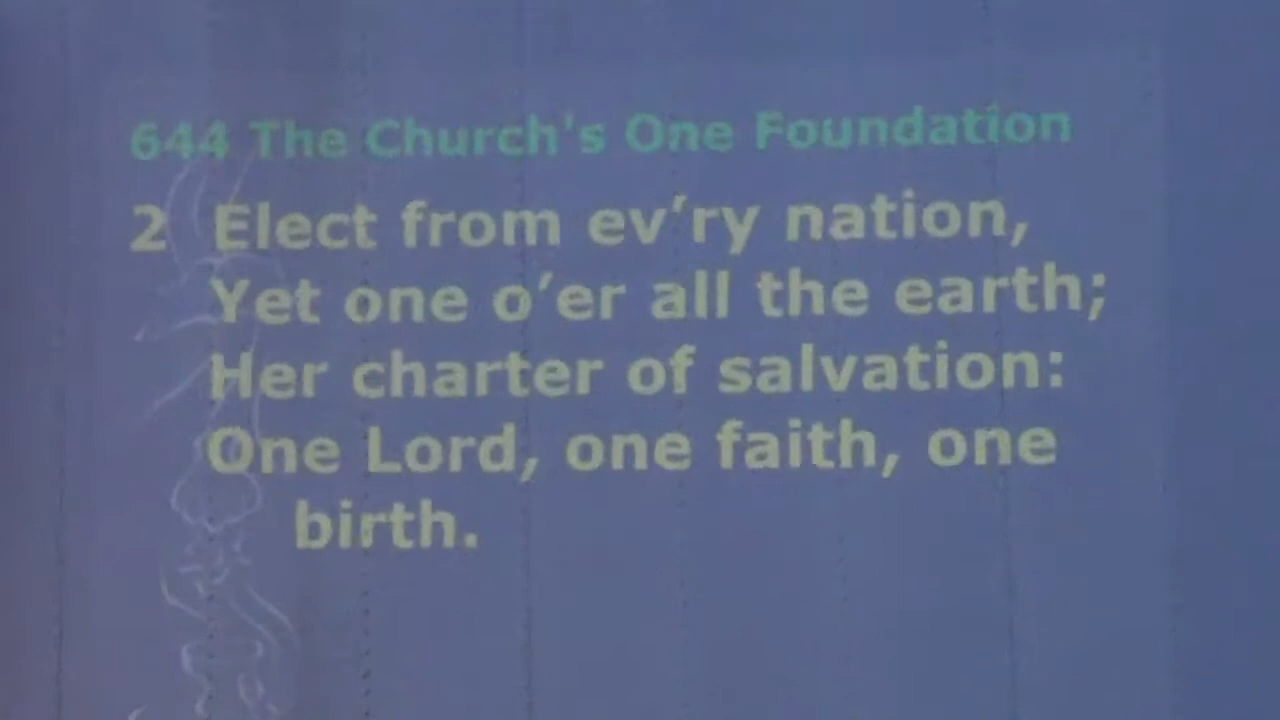 644 The Church's One Foundation
2 Elect from ev’ry nation,
Yet one o’er all the earth;
Her charter of salvation:
One Lord, one faith, one
birth.